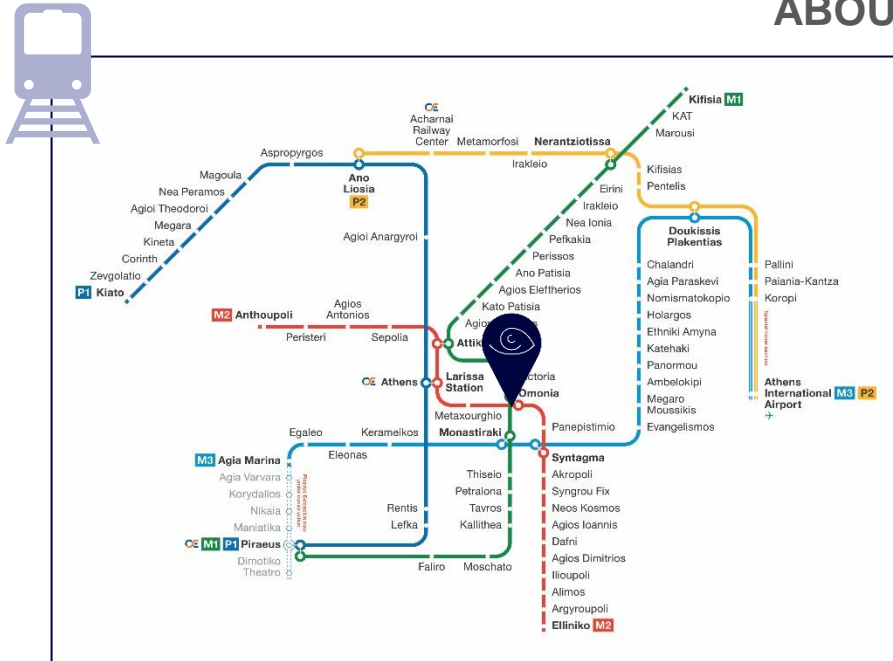 ABOU
Kifisia M1
KAT
Marousi
OE
Acharnai
Railway
Center
Metamorfosi
Nerantziotissa
Irakleio
Aspropyrgos
Magoula
Nea Peramos
Agioi Theodoroi
Megara
Kineta
Corinth
Zevgolatio
P1 Kiato
Ano
Liosia
P2
Agioi Anargyroi
Kifisias
Pentelis
Eirini
Irakleio
Nea Ionia
Pefkakia
Perissos
Ano Patisia
Agios Eleftherios
Kato Patisia
Doukissis
Plakentias
Chalandri
Agia Paraskevi
Nomismatokopio
Holargos
Ethniki Amyna
Katehaki
Panormou
Ambelokipi
Megaro
Moussikis
Evangelismos
Pallini
Paiania-Kantza
Koropi
Athens
International M3 P2
Airport
M2 Anthoupoli
Agios
Antonios
Peristeri
Sepolia
OE Athens
Larissa
Station
Omonia
Metaxourghio
Monastiraki
Panepistimio
Egaleo
Kerameikos
Eleonas
M3 Agia Marina
Agia Varvara
Korydallos
Nikaia
Maniatika
OE M1 P1 Piraeus
Dimotiko
Theatro
Rentis
Lefka
Thiseio
Petralona
Tavros
Kallithea
Faliro
Moschato
Syntagma
Akropoli
Syngrou Fix
Neos Kosmos
Agios Ioannis
Dafni
Agios Dimitrios
Ilioupoli
Alimos
Argyroupoli
Elliniko M2